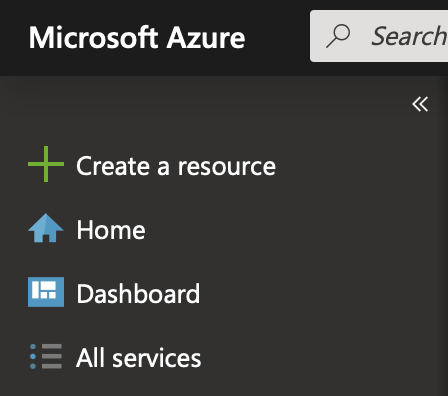 Microsoft Azure
Search
Create a resource
Home
Dashboard
All services